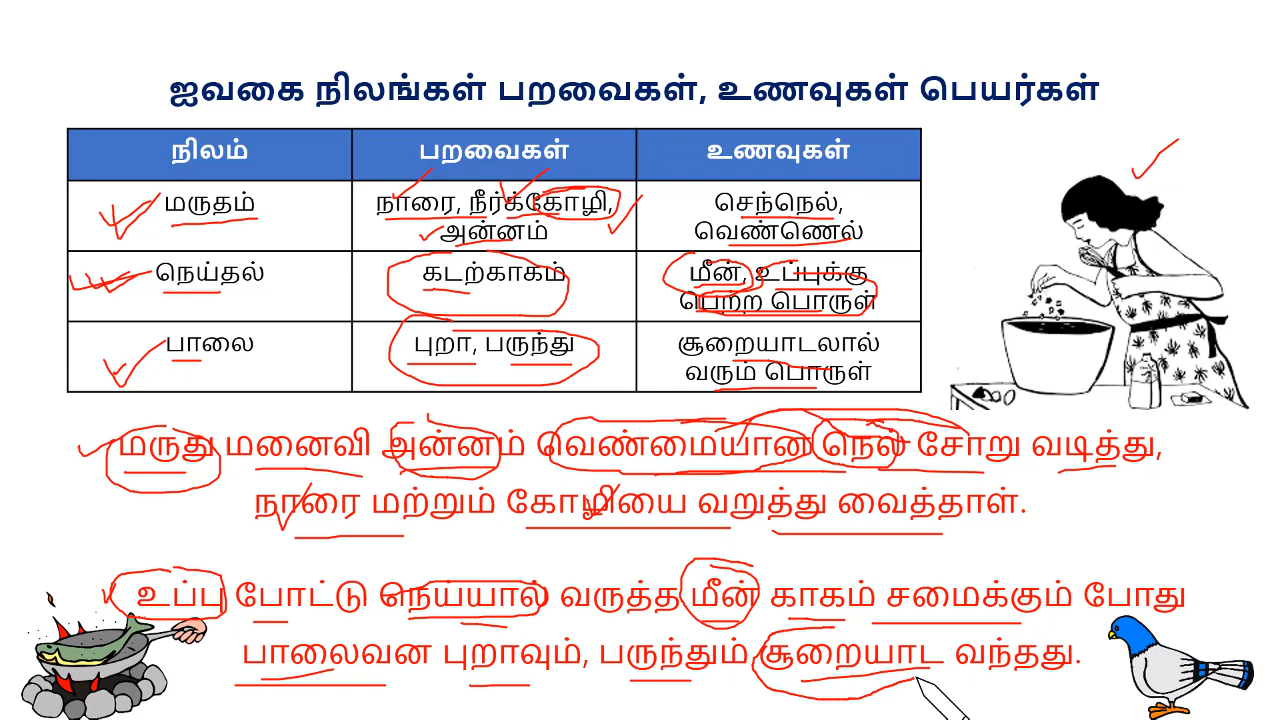 ஐவகை நிலங்கள் பறவைகள், உணவுகள் பெயர்கள்
நிலம் பறவைகள் உணவுகள்
மருதம் நாரை, நீர்க்கோழி, செந்நெல்,
அன்னம் வெண்ணெல்
நெய்தல் கடற்காகம் மீன், உப்புக்கு
பெற்ற பொருள்
பாலை புறா, பருந்து சூறையாடலால்
வரும் பொருள்
மருது மனைவி அன்னம் வெண்மையான நெல் சோறு வடித்து,
நாரை மற்றும் கோழியை வறுத்து வைத்தாள்.
உப்பு போட்டு நெய்யால் வருத்த மீன் காகம் சமைக்கும் போது
பாலைவன புறாவும், பருந்தும் சூறையாட வந்தது.